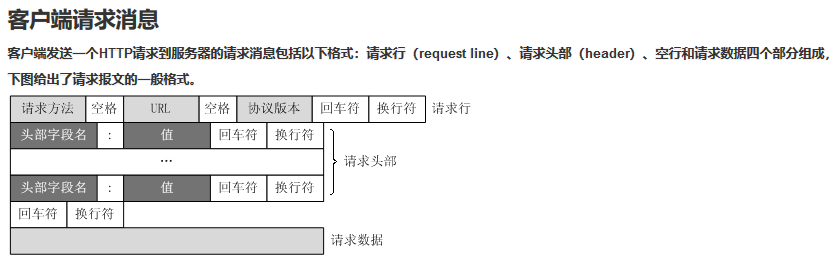 客户端请求消息
客户端发送一个HTTP请求到服务器的请求消息包括以下格式：请求行（request line）、请求头部（header）、空行和请求数据四个部分组成，
下图给出了请求报文的一般格式。
请求方法 空格 URL 空格 协议版本 回车符 换行符 请求行
头部字段名 : 值 回车符 换行符
… 请求头部
头部字段名 : 值 回车符 换行符
回车符 换行符
请求数据